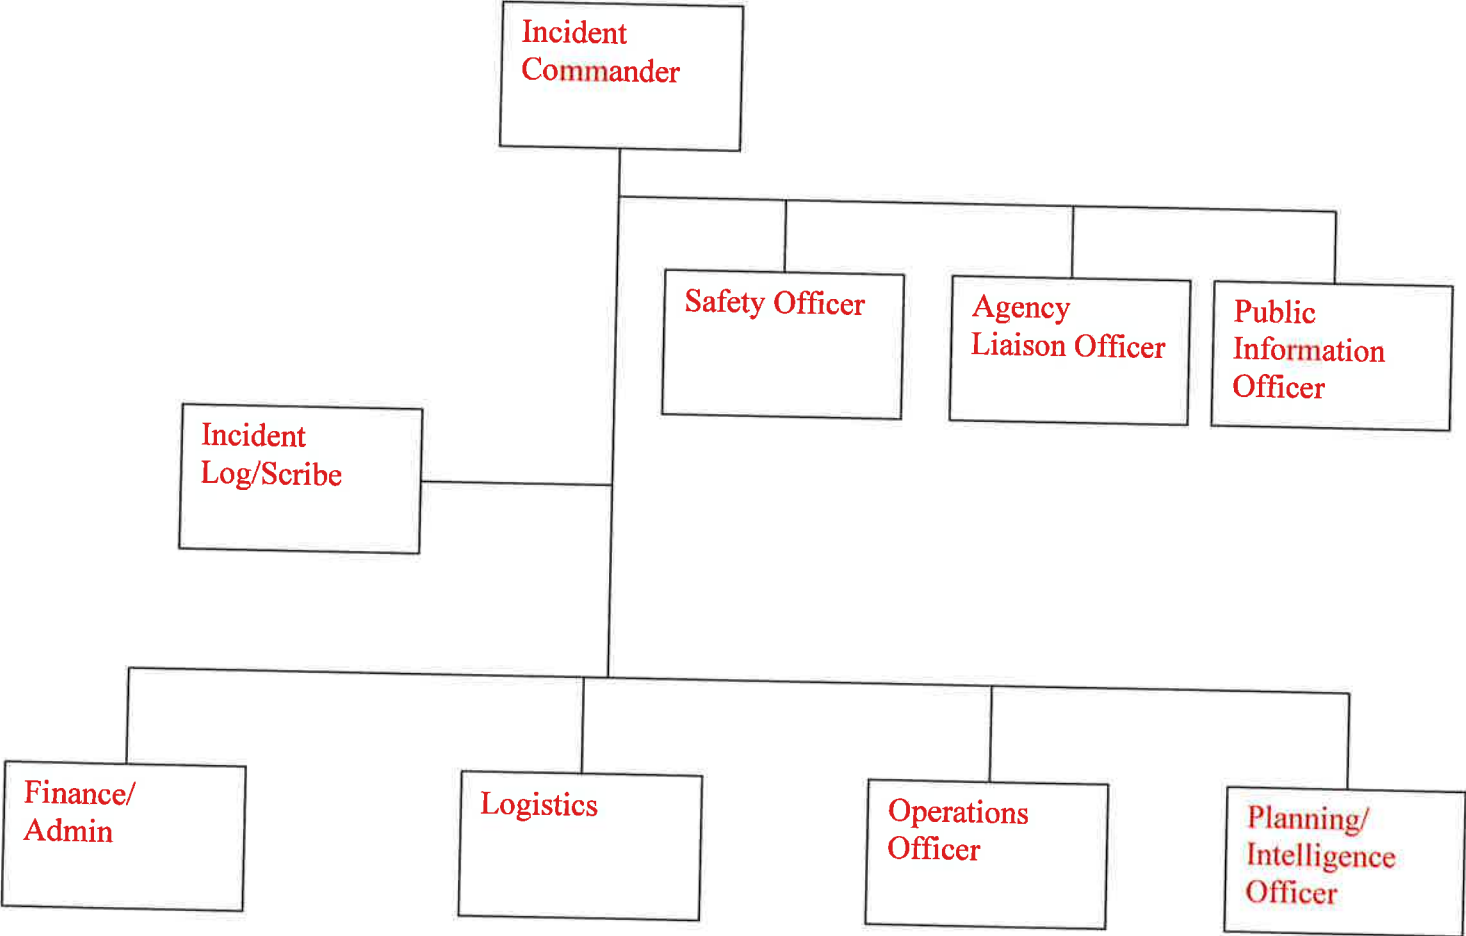 Incident
Commander
Safety Officer
Agency
Liaison Officer
Public
Information
Officer
Incident
Log/Scribe
Finance/
Admin
Logistics
Operations
Officer
Planning/
Intelligence
Officer